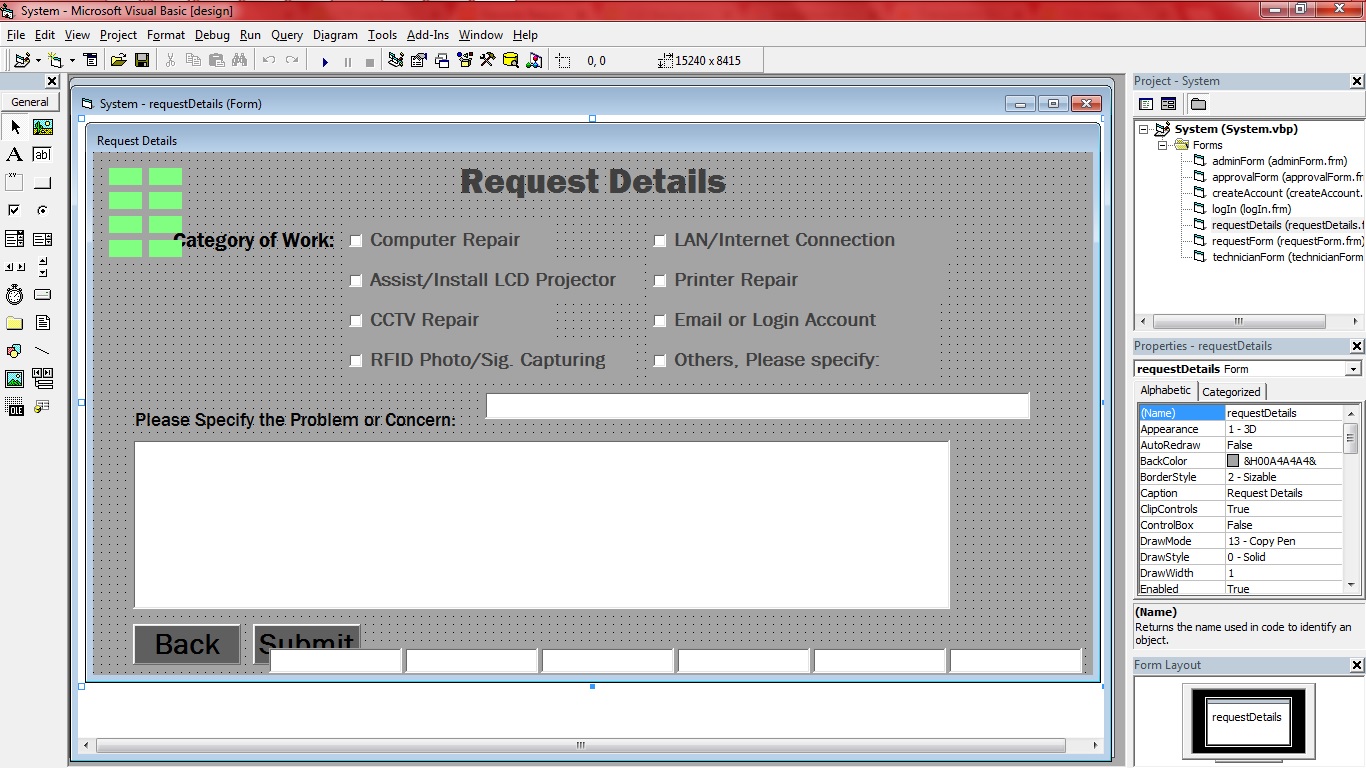 System - Microsoft Visual Basic [design]
File Edit View Project Format Debug Run Query Diagram Tools Add-Ins Window Help
0, 0 15240 x 8415
General
A ab|
OLE
System - requestDetails (Form)
Request Details
Request Details
Category of Work: Computer Repair LAN/Internet Connection
Assist/Install LCD Projector Printer Repair
CCTV Repair Email or Login Account
RFID Photo/Sig. Capturing Others, Please specify:
Please Specify the Problem or Concern:
Back Submit
Project - System
System (System.vbp)
Forms
adminForm (adminForm.frm)
approvalForm (approvalForm.fr
createAccount (createAccount.
logIn (logIn.frm)
requestDetails (requestDetails.f
requestForm (requestForm.frm)
technicianForm (technicianForm
Properties - requestDetails
requestDetails Form
Alphabetic Categorized
(Name) requestDetails
Appearance 1 - 3D
AutoRedraw False
BackColor &H00A4A4A4&
BorderStyle 2 - Sizable
Caption Request Details
ClipControls True
ControlBox False
DrawMode 13 - Copy Pen
DrawStyle 0 - Solid
DrawWidth 1
Enabled True
(Name)
Returns the name used in code to identify an
object.
Form Layout
requestDetails